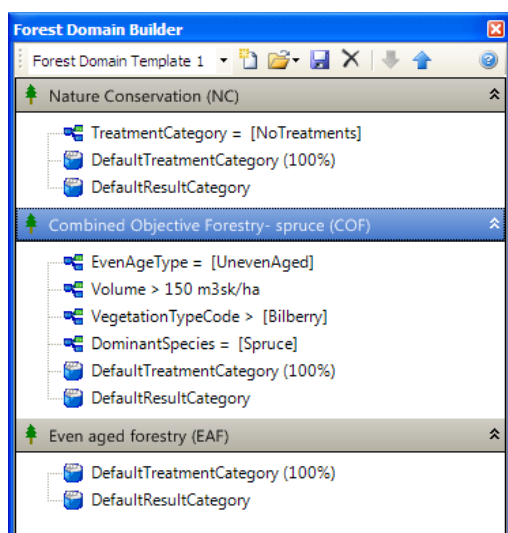 Forest Domain Builder
Forest Domain Template 1
Nature Conservation (NC)
TreatmentCategory = [NoTreatments]
DefaultTreatmentCategory (100%)
DefaultResultCategory
Combined Objective Forestry- spruce (COF)
EvenAgeType = [UnevenAged]
Volume > 150 m3sk/ha
VegetationTypeCode > [Bilberry]
DominantSpecies = [Spruce]
DefaultTreatmentCategory (100%)
DefaultResultCategory
Even aged forestry (EAF)
DefaultTreatmentCategory (100%)
DefaultResultCategory